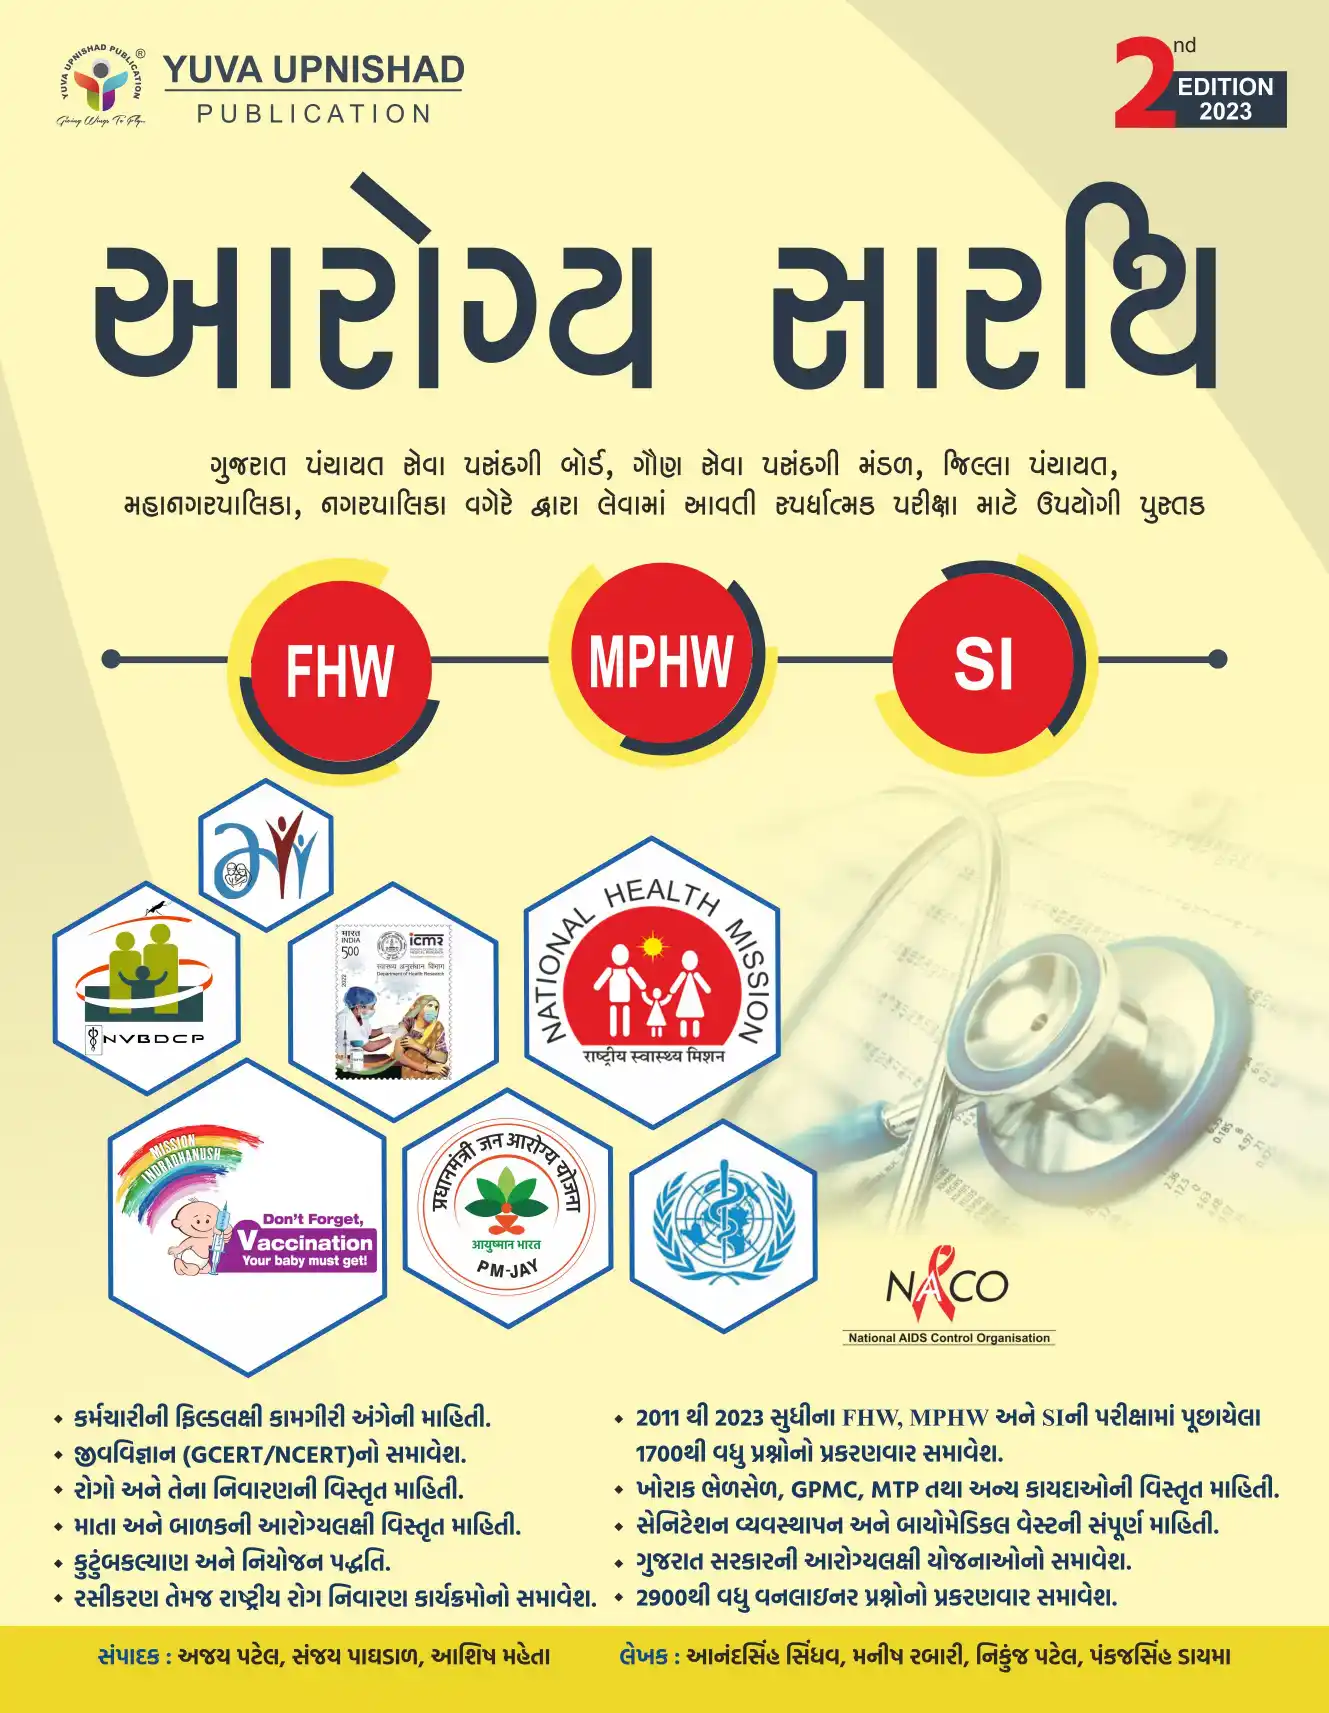 YUVA UPNISHAD PUBLICATION
®
Giving Wings To Fly...
YUVA UPNISHAD
PUBLICATION
2nd
EDITION
2023
આરોગ્ય સારથિ
ગુજરાત પંચાયત સેવા પસંદગી બોર્ડ, ગૌણ સેવા પસંદગી મંડળ, જિલ્લા પંચાયત,
મહાનગરપાલિકા, નગરપાલિકા વગેરે દ્વારા લેવામાં આવતી સ્પર્ધાત્મક પરીક્ષા માટે ઉપયોગી પુસ્તક
FHW
MPHW
SI
NVBDCP
भारत
INDIA
500
2022
icmr
स्वास्थ्य अनुसंधान विभाग
Department of Health Research
NATIONAL HEALTH MISSION
राष्ट्रीय स्वास्थ्य मिशन
MISSION
INDRADHANUSH
Don't Forget,
Vaccination
Your baby must get!
प्रधानमंत्री जन आरोग्य योजना
आयुष्मान भारत
PM-JAY
NACO
National AIDS Control Organisation
કર્મચારીની ફિલ્ડલક્ષી કામગીરી અંગેની માહિતી.
જીવવિજ્ઞાન (GCERT/NCERT)નો સમાવેશ.
રોગો અને તેના નિવારણની વિસ્તૃત માહિતી.
માતા અને બાળકની આરોગ્યલક્ષી વિસ્તૃત માહિતી.
કુટુંબકલ્યાણ અને નિયોજન પદ્ધતિ.
રસીકરણ તેમજ રાષ્ટ્રીય રોગ નિવારણ કાર્યક્રમોનો સમાવેશ.
2011 થી 2023 સુધીના FHW, MPHW અને SIની પરીક્ષામાં પૂછાયેલા
1700થી વધુ પ્રશ્નોનો પ્રકરણવાર સમાવેશ.
ખોરાક ભેળસેળ, GPMC, MTP તથા અન્ય કાયદાઓની વિસ્તૃત માહિતી.
સેનિટેશન વ્યવસ્થાપન અને બાયોમેડિકલ વેસ્ટની સંપૂર્ણ માહિતી.
ગુજરાત સરકારની આરોગ્યલક્ષી યોજનાઓનો સમાવેશ.
2900થી વધુ વનલાઇનર પ્રશ્નોનો પ્રકરણવાર સમાવેશ.
સંપાદક : અજય પટેલ, સંજય પાઘડાળ, આશિષ મહેતા
લેખક : આનંદસિંહ સિંધવ, મનીષ રબારી, નિકુંજ પટેલ, પંકજસિંહ ડાયમા